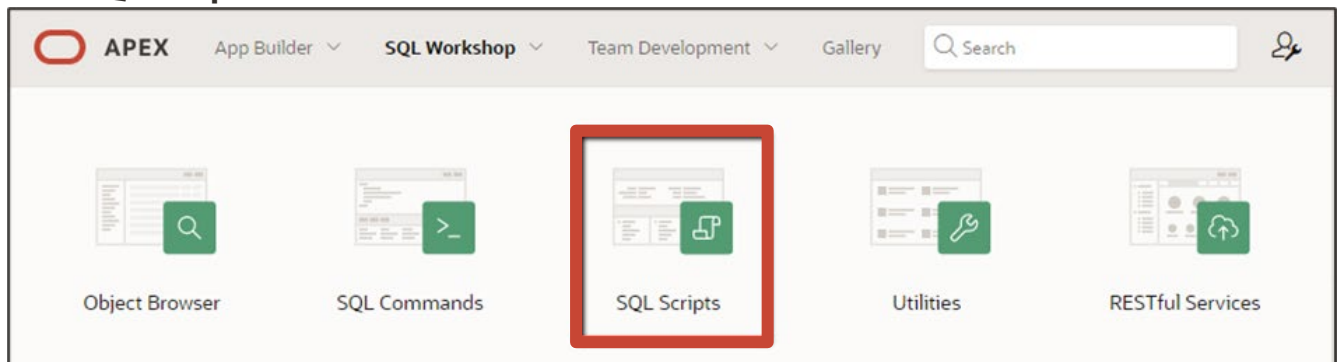 APEX App Builder SQL Workshop Team Development Gallery Search
>_
Object Browser SQL Commands SQL Scripts Utilities RESTful Services